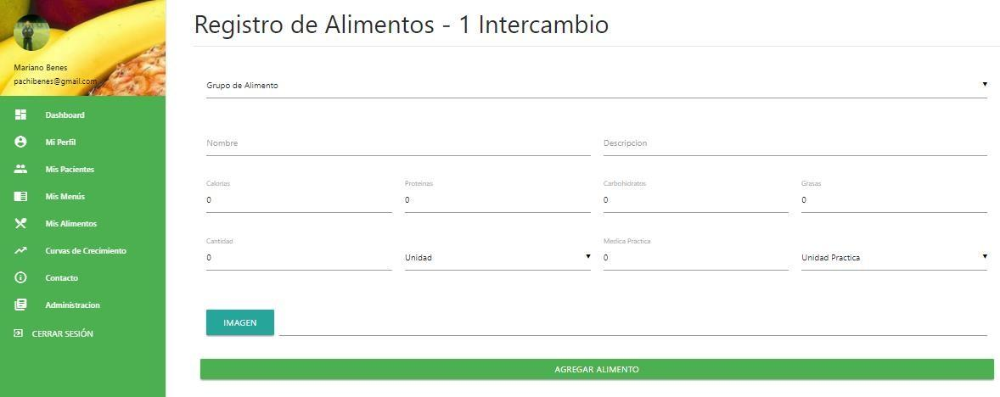 Mariano Benes
pachibenes@gmail.com
Dashboard
Mi Perfil
Mis Pacientes
Mis Menús
Mis Alimentos
Curvas de Crecimiento
Contacto
Administracion
CERRAR SESIÓN
Registro de Alimentos - 1 Intercambio
Grupo de Alimento
Nombre Descripcion
Calorias Proteinas Carbohidratos Grasas
0 0 0 0
Cantidad Medica Practica
0 Unidad 0 Unidad Practica
IMAGEN
AGREGAR ALIMENTO